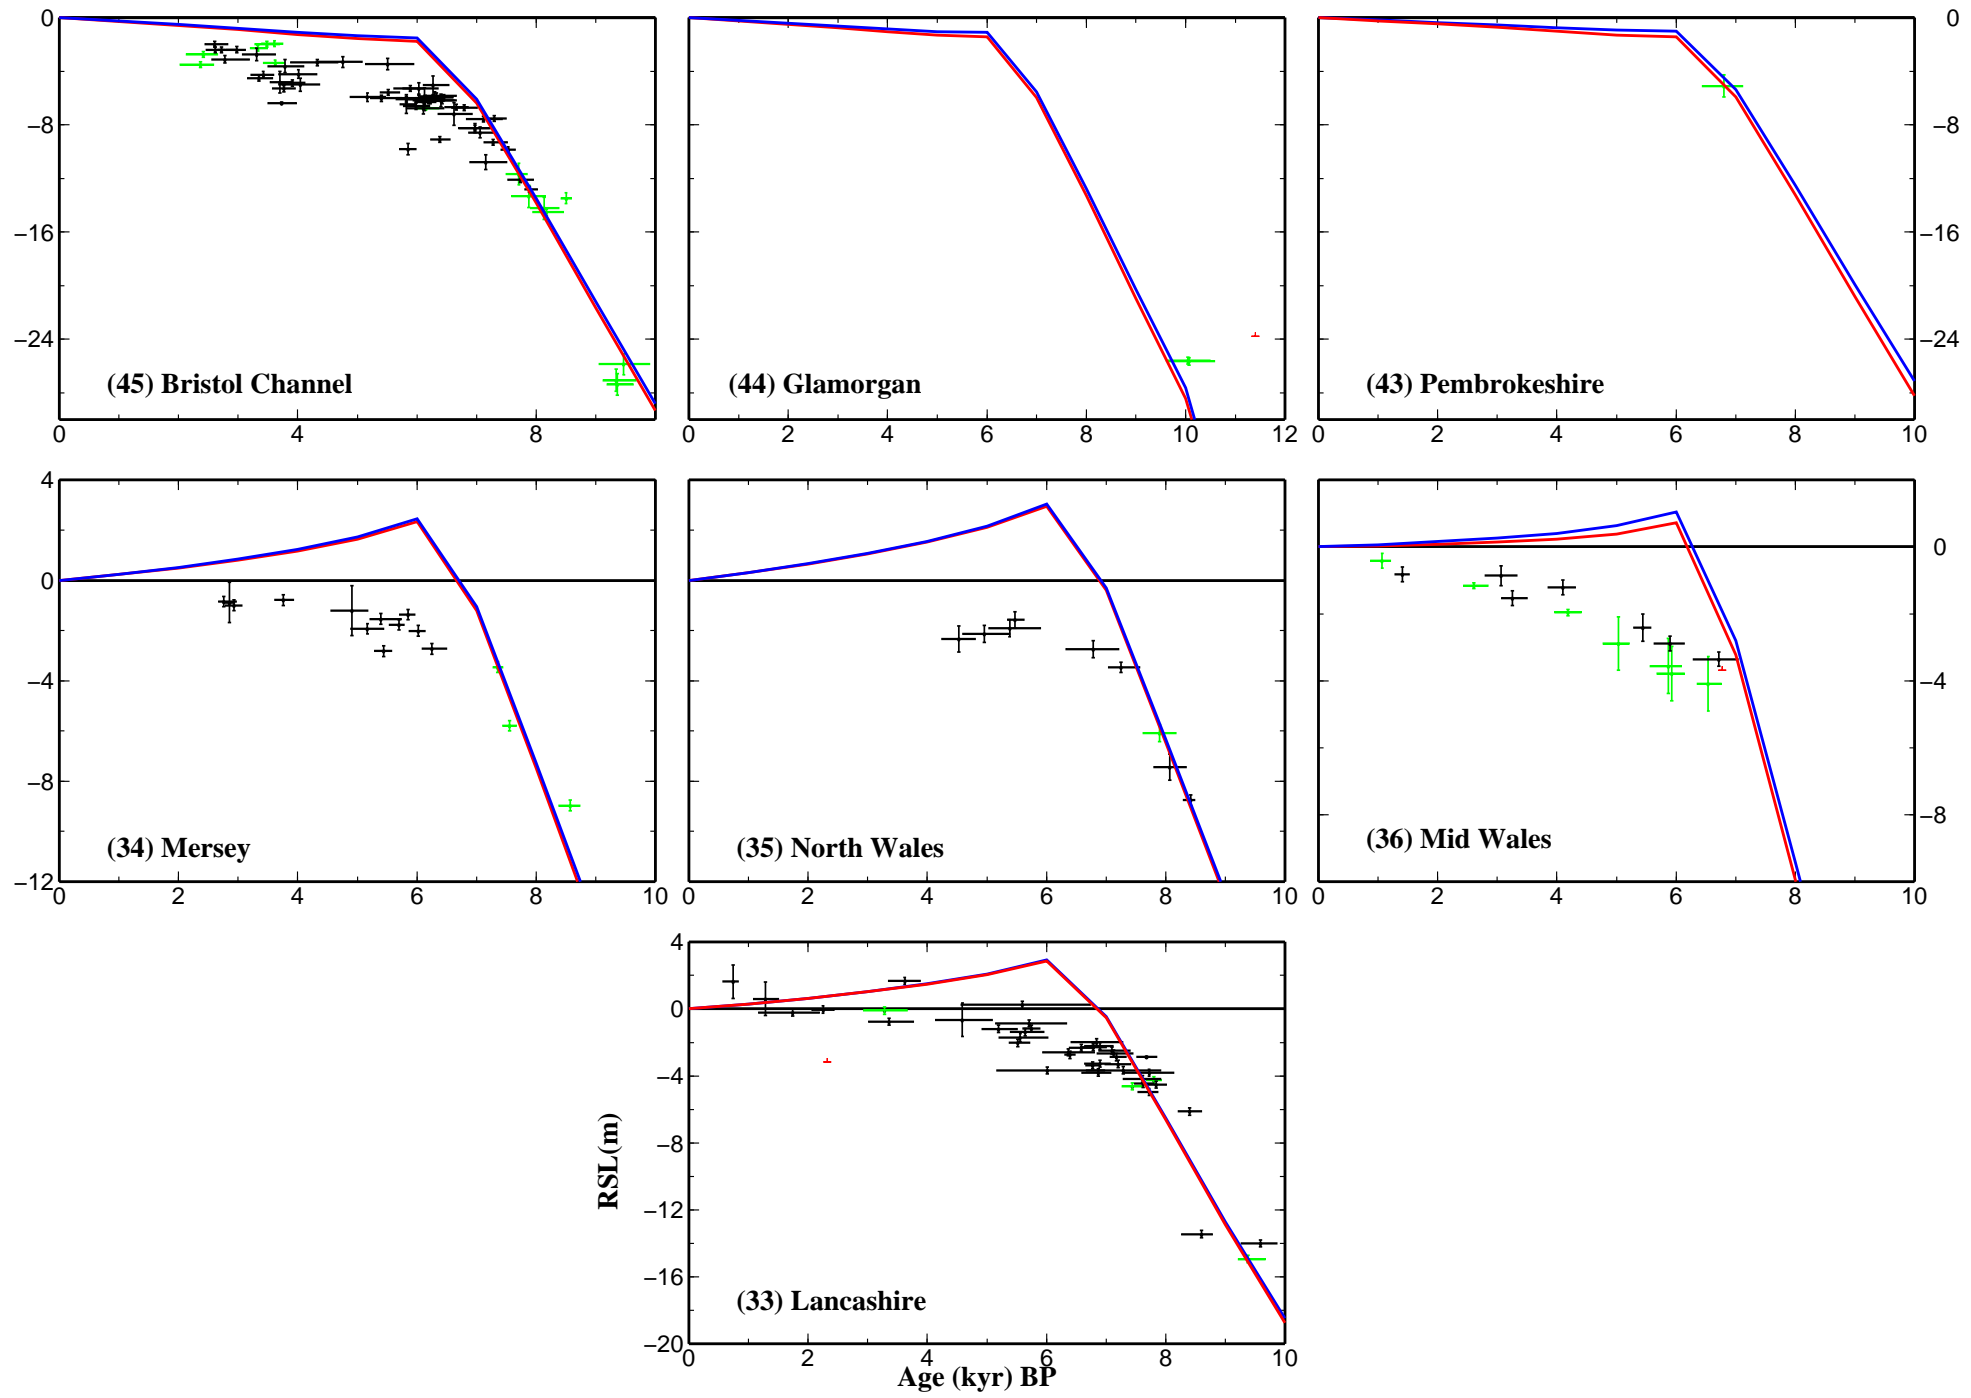 0
−8
−16
−24
(45) Bristol Channel
0 4 8
(44) Glamorgan
0 2 4 6 8 10 12
0
−8
−16
−24
(43) Pembrokeshire
0 2 4 6 8 10
4
0
−4
−8
−12
(34) Mersey
0 2 4 6 8 10
(35) North Wales
0 2 4 6 8 10
0
−4
−8
(36) Mid Wales
0 2 4 6 8 10
4
0
−4
−8
−12
−16
−20
RSL(m)
(33) Lancashire
0 2 4 6 8 10
Age (kyr) BP